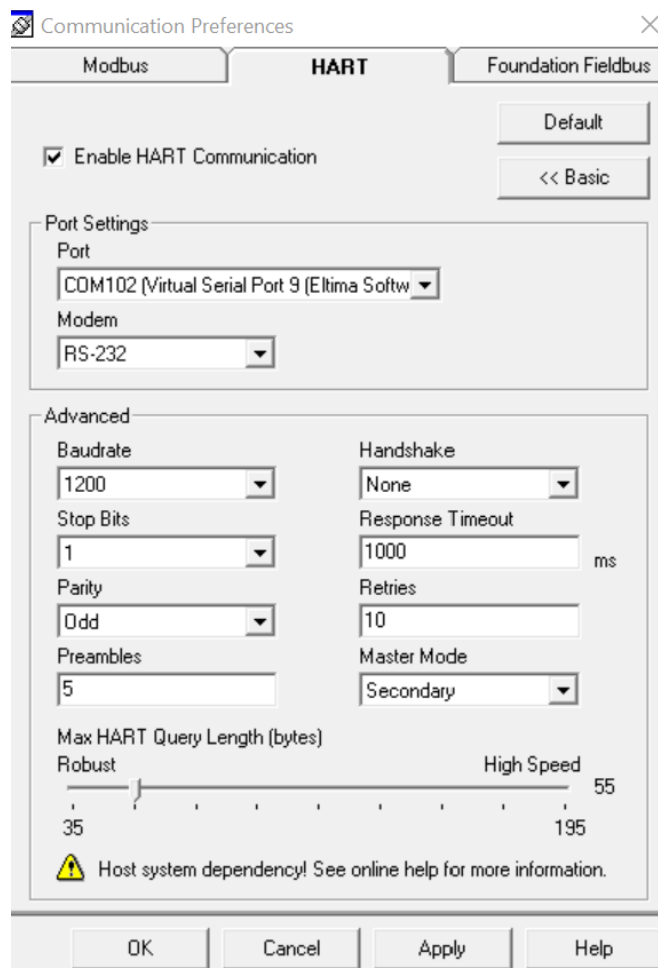 Communication Preferences
Modbus HART Foundation Fieldbus
Default
Enable HART Communication
<< Basic
Port Settings
Port
COM102 (Virtual Serial Port 9 (Eltima Softw
Modem
RS-232
Advanced
Baudrate Handshake
1200 None
Stop Bits Response Timeout
1 1000 ms
Parity Retries
Odd 10
Preambles Master Mode
5 Secondary
Max HART Query Length (bytes)
Robust High Speed
55
35 195
Host system dependency! See online help for more information.
OK Cancel Apply Help